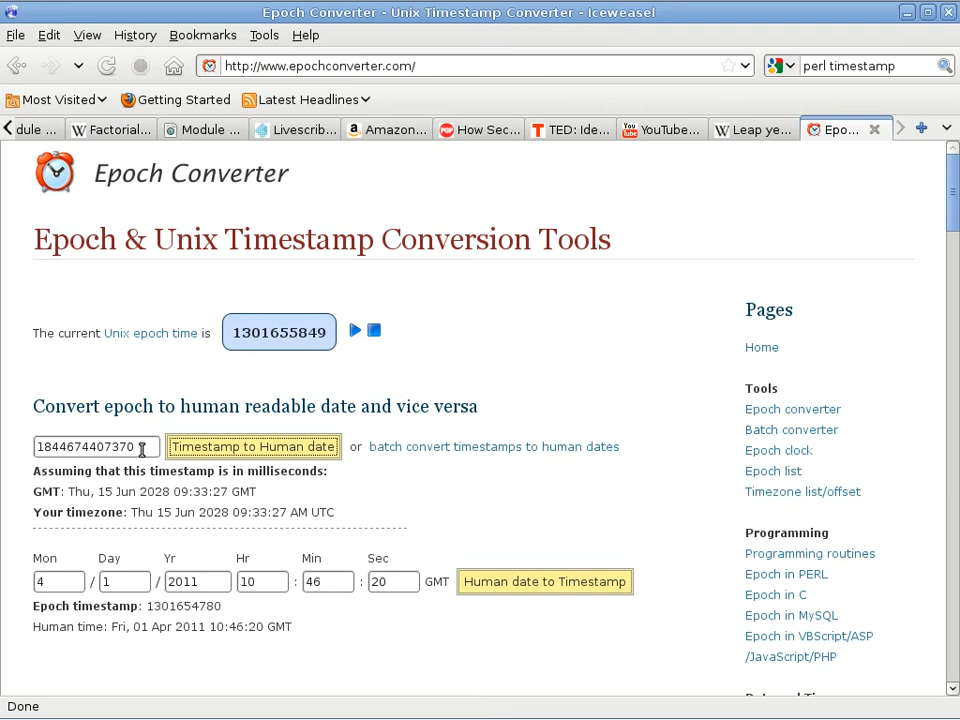 Epoch Converter - Unix Timestamp Converter - Iceweasel
File Edit View History Bookmarks Tools Help
http://www.epochconverter.com/ perl timestamp
Most Visited Getting Started Latest Headlines
dule ... Factorial... Module ... Livescrib... Amazon... How Sec... TED: Ide... YouTube... Leap ye... Epo...
Epoch Converter
Epoch & Unix Timestamp Conversion Tools
The current Unix epoch time is 1301655849
Convert epoch to human readable date and vice versa
1844674407370 Timestamp to Human date or batch convert timestamps to human dates
Assuming that this timestamp is in milliseconds:
GMT: Thu, 15 Jun 2028 09:33:27 GMT
Your timezone: Thu 15 Jun 2028 09:33:27 AM UTC
Mon Day Yr Hr Min Sec
4 / 1 / 2011 10 : 46 : 20 GMT Human date to Timestamp
Epoch timestamp: 1301654780
Human time: Fri, 01 Apr 2011 10:46:20 GMT
Pages
Home
Tools
Epoch converter
Batch converter
Epoch clock
Epoch list
Timezone list/offset
Programming
Programming routines
Epoch in PERL
Epoch in C
Epoch in MySQL
Epoch in VBScript/ASP
/JavaScript/PHP
Done